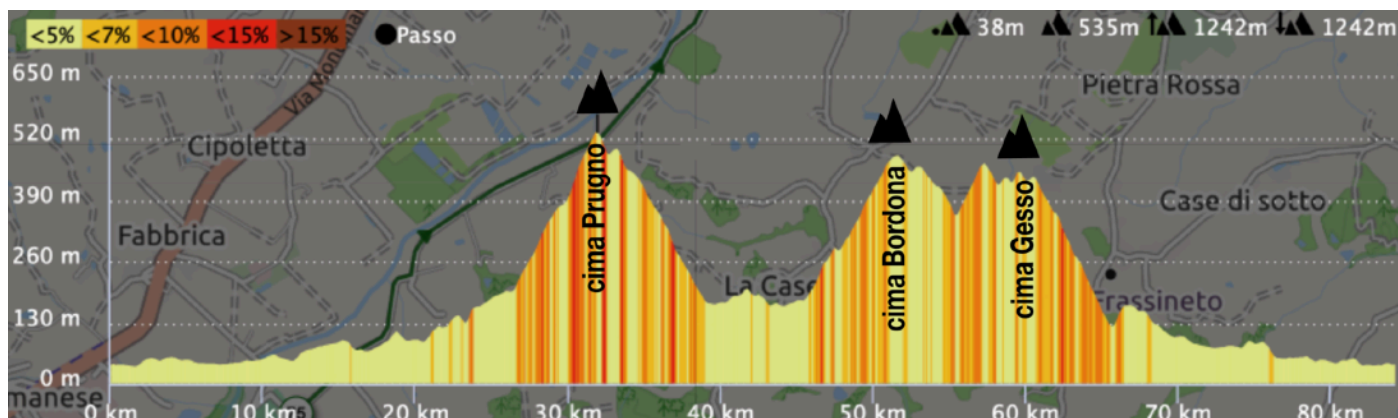 <5% <7% <10% <15% >15% Passo 38m 535m 1242m 1242m
650 m
Pietra Rossa
520 m
Cipoletta
390 m
Case di sotto
Fabbrica
cima Prugno
cima Bordona
cima Gesso
260 m
La Case
Frassineto
130 m
0 m
manese
0 km 10 km 20 km 30 km 40 km 50 km 60 km 70 km 80 km